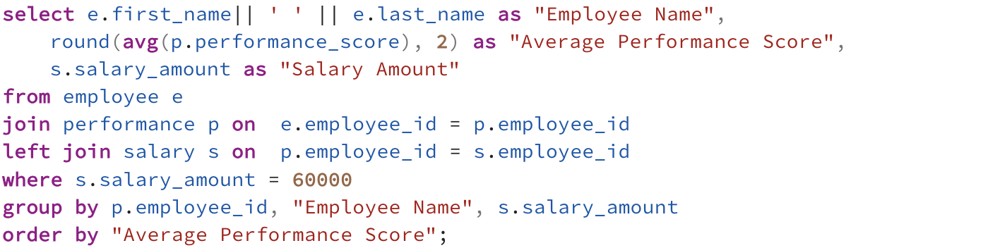 select e.first_name|| ' ' || e.last_name as "Employee Name",
    round(avg(p.performance_score), 2) as "Average Performance Score",
    s.salary_amount as "Salary Amount"
from employee e
join performance p on  e.employee_id = p.employee_id
left join salary s on  p.employee_id = s.employee_id
where s.salary_amount = 60000
group by p.employee_id, "Employee Name", s.salary_amount
order by "Average Performance Score";